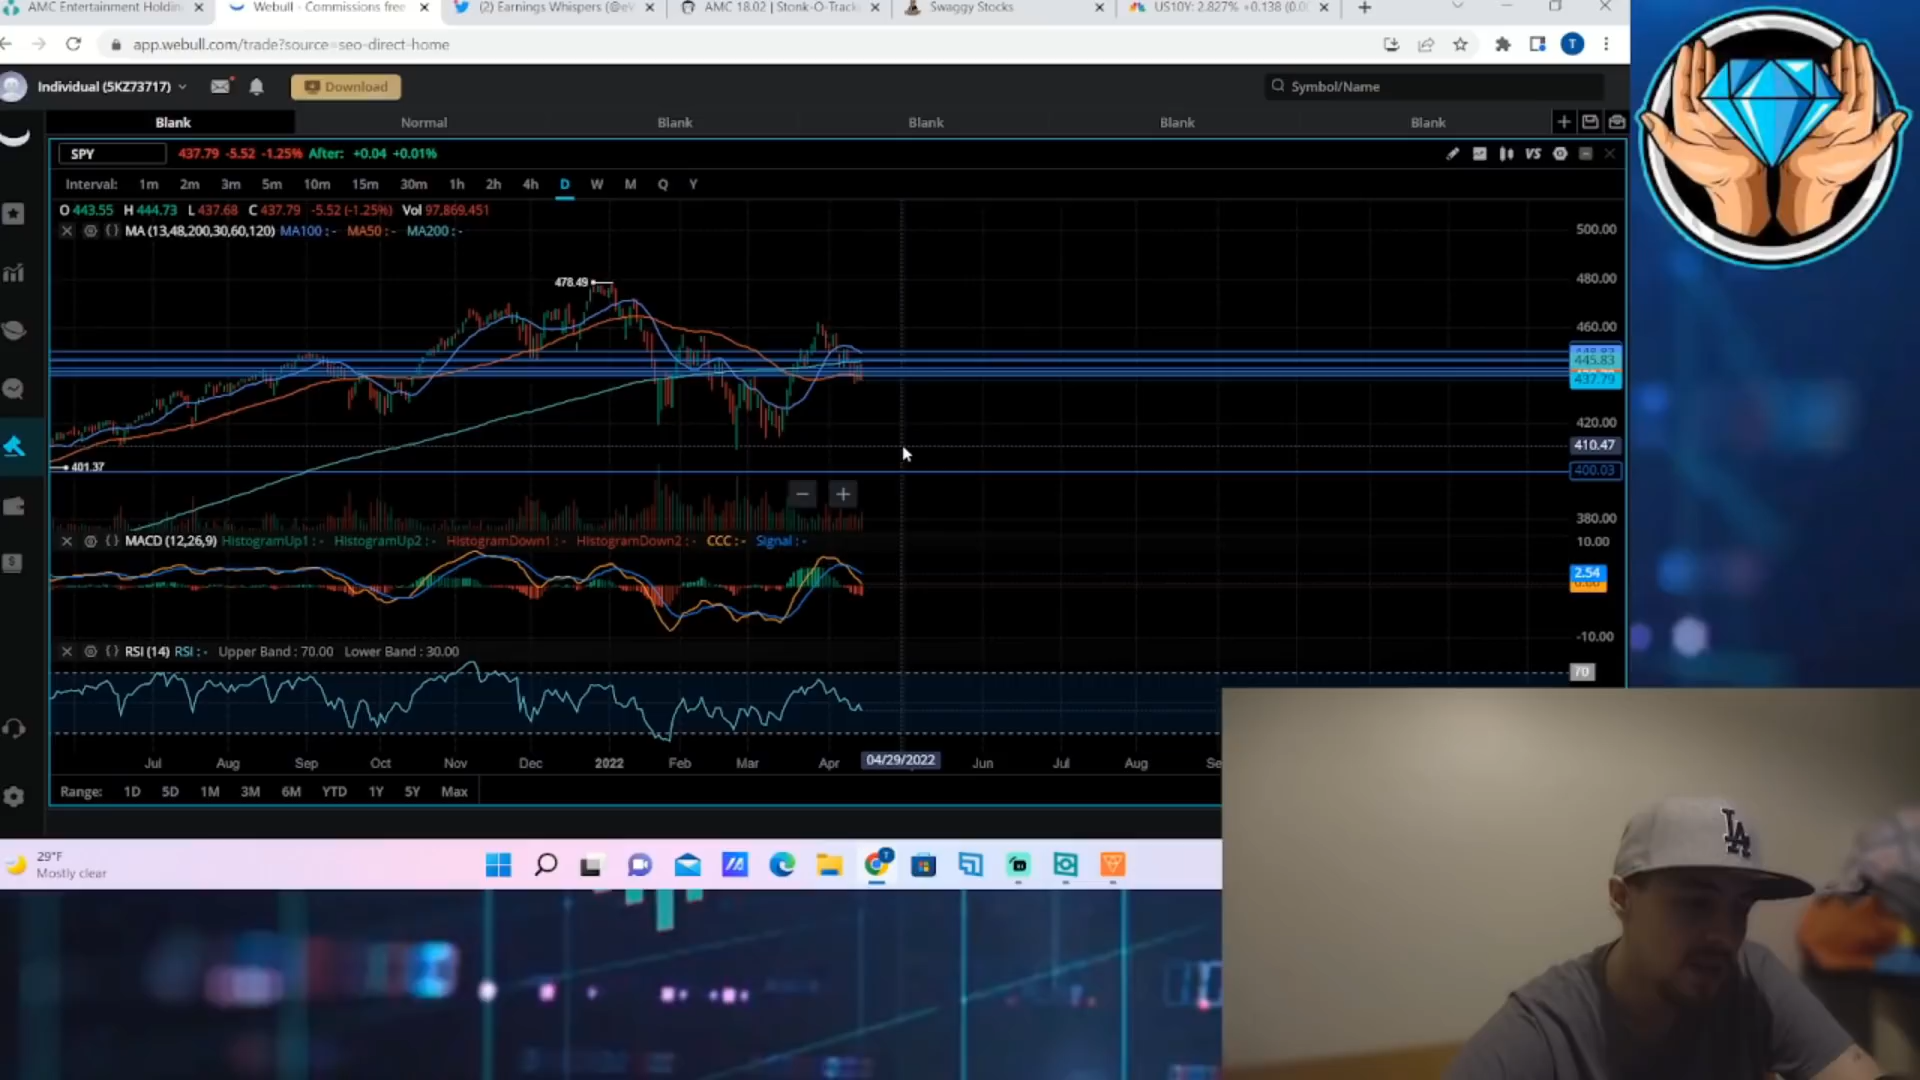 AMC Entertainment Holdin
Webull - Commissions free
(2) Earnings Whispers (@eW
AMC 18.02 | Stonk-O-Track
Swaggy Stocks
US10Y: 2.827% +0.138
app.webull.com/trade?source=seo-direct-home
T
Individual (5KZ73717)
Download
Symbol/Name
Blank
Normal
Blank
Blank
Blank
Blank
SPY
437.79 -5.52 -1.25% After: +0.04 +0.01%
VS
Interval: 1m 2m 3m 5m 10m 15m 30m 1h 2h 4h D W M Q Y
O 443.55 H 444.73 L 437.68 C 437.79 -5.52 (-1.25%) Vol 97,869,451
MA (13,48,200,30,60,120) MA100 : - MA50 : - MA200 : -
500.00
478.49
480.00
460.00
445.83
437.79
420.00
410.47
401.37
400.03
380.00
MACD (12,26,9) HistogramUp1 : - HistogramUp2 : - HistogramDown1 : - HistogramDown2 : - CCC : - Signal : -
10.00
2.54
-10.00
RSI (14) RSI : - Upper Band : 70.00 Lower Band : 30.00
70
Jul Aug Sep Oct Nov Dec 2022 Feb Mar Apr 04/29/2022 Jun Jul Aug Se
Range: 1D 5D 1M 3M 6M YTD 1Y 5Y Max
29°F
Mostly clear
T
LA